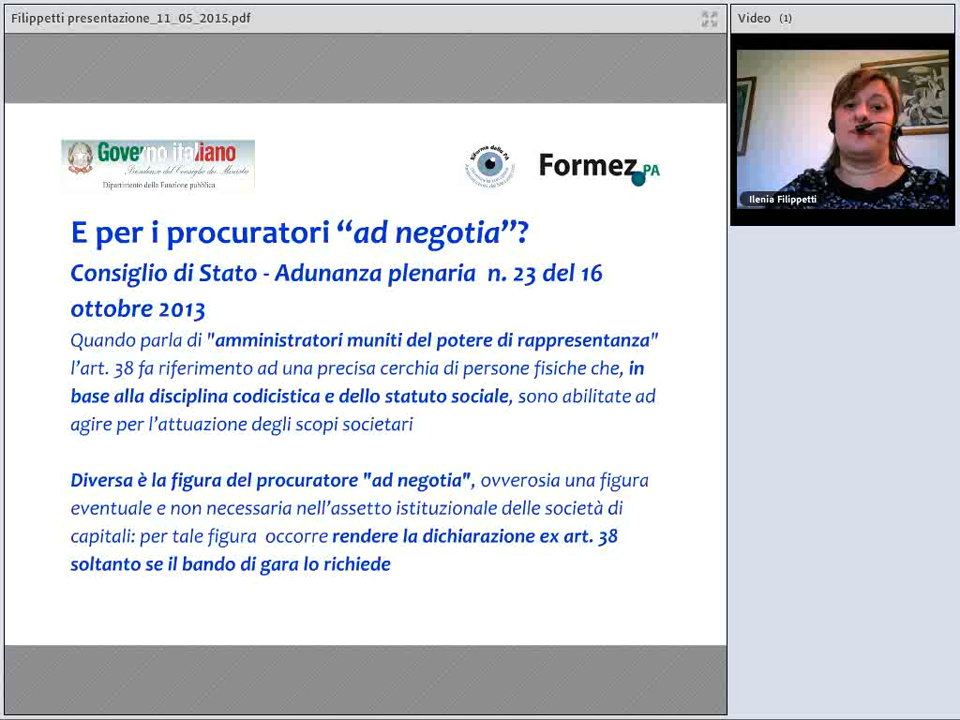 Filippetti presentazione_11_05_2015.pdf
Video (1)
Governo italiano
Presidenza del Consiglio dei Ministri
Dipartimento della Funzione pubblica
Riforma della PA
Formez PA
Ilenia Filippetti
E per i procuratori “ad negotia”?
Consiglio di Stato - Adunanza plenaria n. 23 del 16
ottobre 2013
Quando parla di "amministratori muniti del potere di rappresentanza"
l’art. 38 fa riferimento ad una precisa cerchia di persone fisiche che, in
base alla disciplina codicistica e dello statuto sociale, sono abilitate ad
agire per l’attuazione degli scopi societari
Diversa è la figura del procuratore "ad negotia", ovverosia una figura
eventuale e non necessaria nell’assetto istituzionale delle società di
capitali: per tale figura occorre rendere la dichiarazione ex art. 38
soltanto se il bando di gara lo richiede